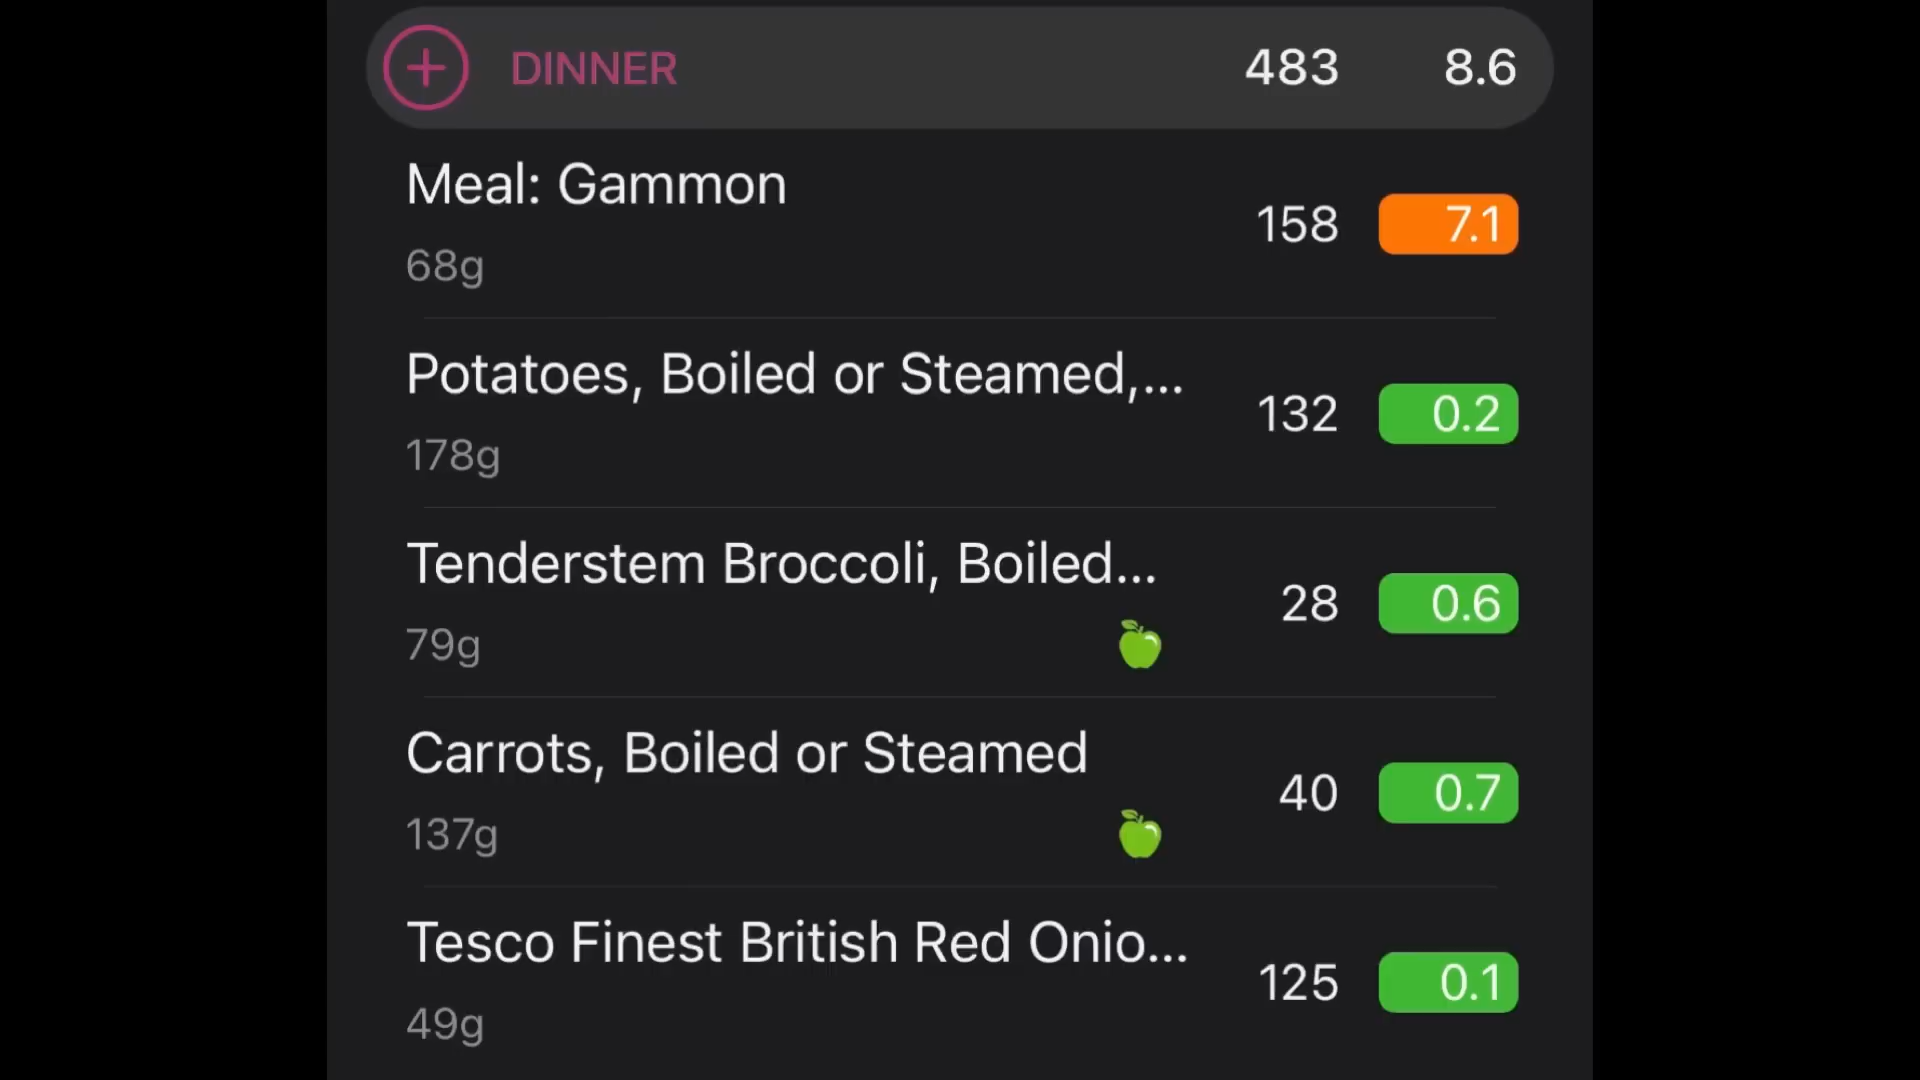 DINNER 483 8.6
Meal: Gammon
158 7.1
68g
Potatoes, Boiled or Steamed,...
132 0.2
178g
Tenderstem Broccoli, Boiled...
28 0.6
79g
Carrots, Boiled or Steamed
40 0.7
137g
Tesco Finest British Red Onio...
125 0.1
49g